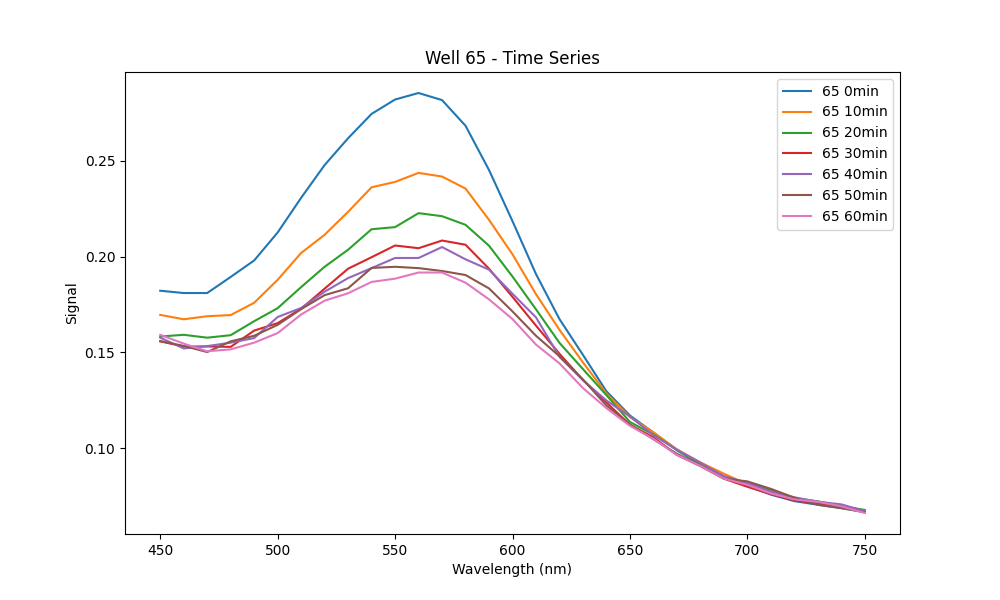 Well 65 - Time Series
65 0min
65 10min
65 20min
65 30min
65 40min
65 50min
65 60min
Signal
0.25
0.20
0.15
0.10
450 500 550 600 650 700 750
Wavelength (nm)